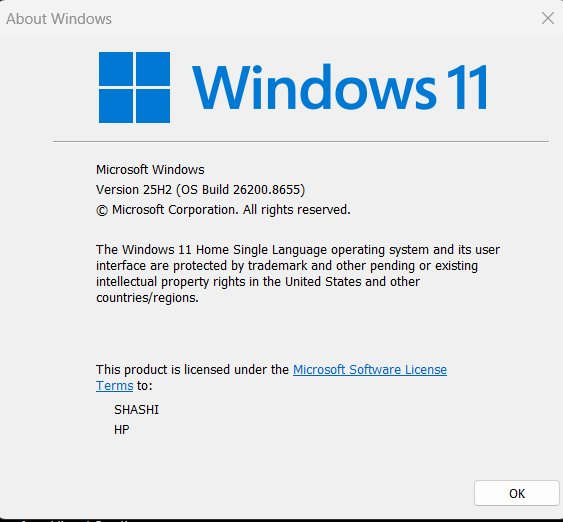 About Windows
Windows 11
Microsoft Windows
Version 25H2 (OS Build 26200.8655)
© Microsoft Corporation. All rights reserved.
The Windows 11 Home Single Language operating system and its user
interface are protected by trademark and other pending or existing
intellectual property rights in the United States and other
countries/regions.
This product is licensed under the Microsoft Software License
Terms to:
SHASHI
HP
OK